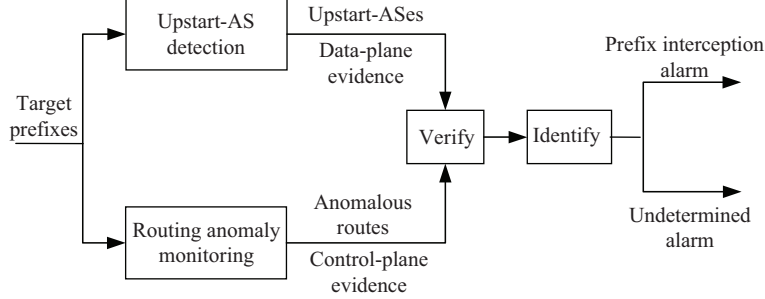 Upstart-AS
detection
Upstart-ASes
Data-plane
evidence
Prefix interception
alarm
Target
prefixes
Verify
Identify
Routing anomaly
monitoring
Anomalous
routes
Control-plane
evidence
Undetermined
alarm